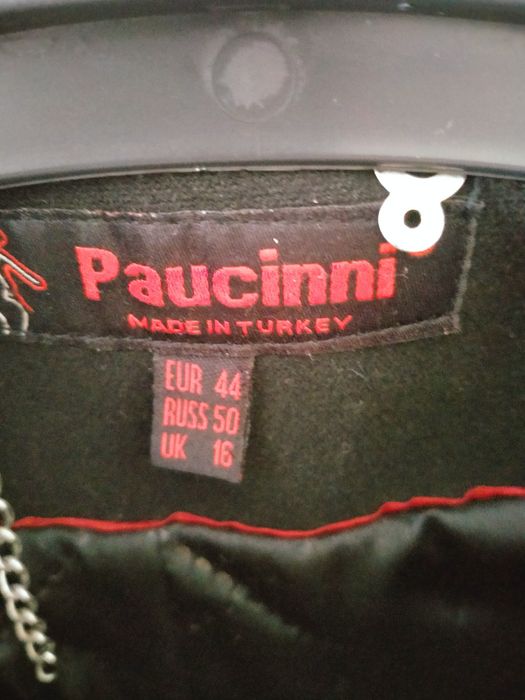 Paucinni
MADE IN TURKEY
EUR 44
RUSS 50
UK 16